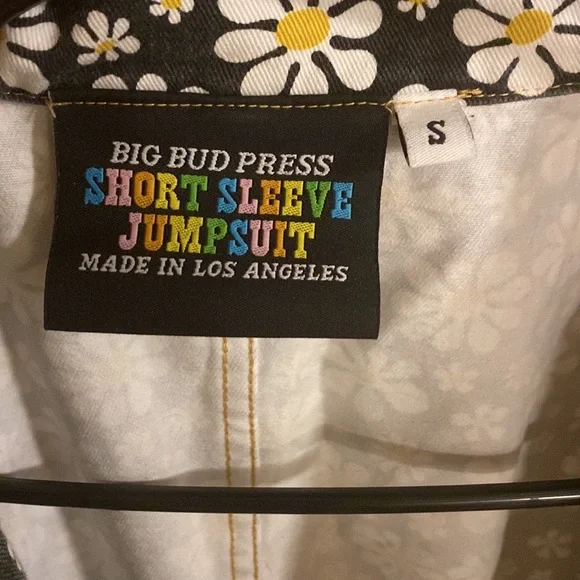 BIG BUD PRESS
SHORT SLEEVE
JUMPSUIT
MADE IN LOS ANGELES
S